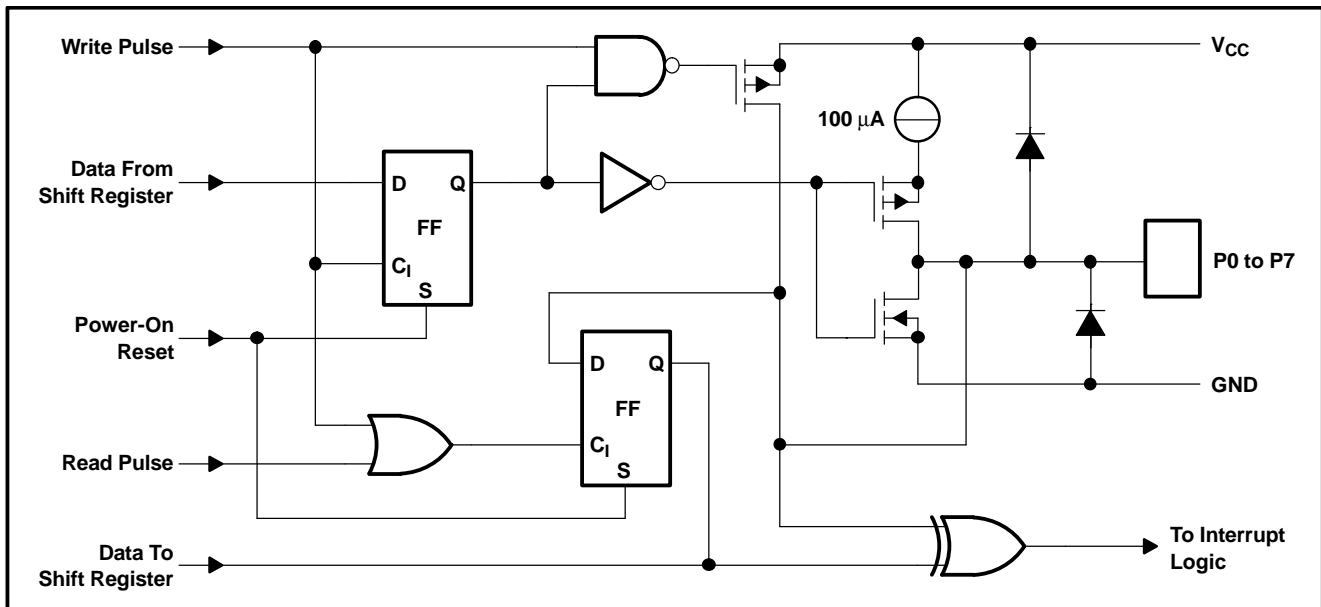 Write Pulse
V_CC
100 μA
Data From
Shift Register
D
Q
FF
C_I
S
P0 to P7
Power-On
Reset
D
Q
FF
C_I
S
GND
Read Pulse
Data To
Shift Register
To Interrupt
Logic